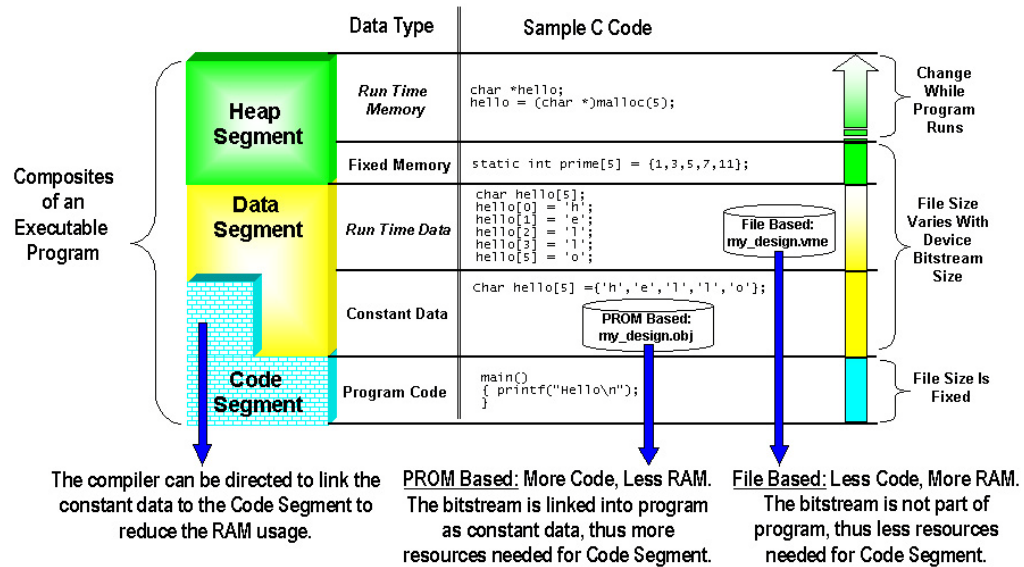 Data Type
Sample C Code
Composites
of an
Executable
Program
Heap
Segment
Run Time
Memory
char *hello;
hello = (char *)malloc(5);
Change
While
Program
Runs
Fixed Memory
static int prime[5] = {1,3,5,7,11};
Data
Segment
Run Time Data
char hello[5];
hello[0] = 'h';
hello[1] = 'e';
hello[2] = 'l';
hello[3] = 'l';
hello[5] = 'o';
File Based:
my_design.vme
File Size
Varies With
Device
Bitstream
Size
Constant Data
Char hello[5] ={'h','e','l','l','o'};
PROM Based:
my_design.obj
Code
Segment
Program Code
main()
{ printf("Hello\n");
}
File Size Is
Fixed
The compiler can be directed to link the
constant data to the Code Segment to
reduce the RAM usage.
PROM Based: More Code, Less RAM.
The bitstream is linked into program
as constant data, thus more
resources needed for Code Segment.
File Based: Less Code, More RAM.
The bitstream is not part of
program, thus less resources
needed for Code Segment.